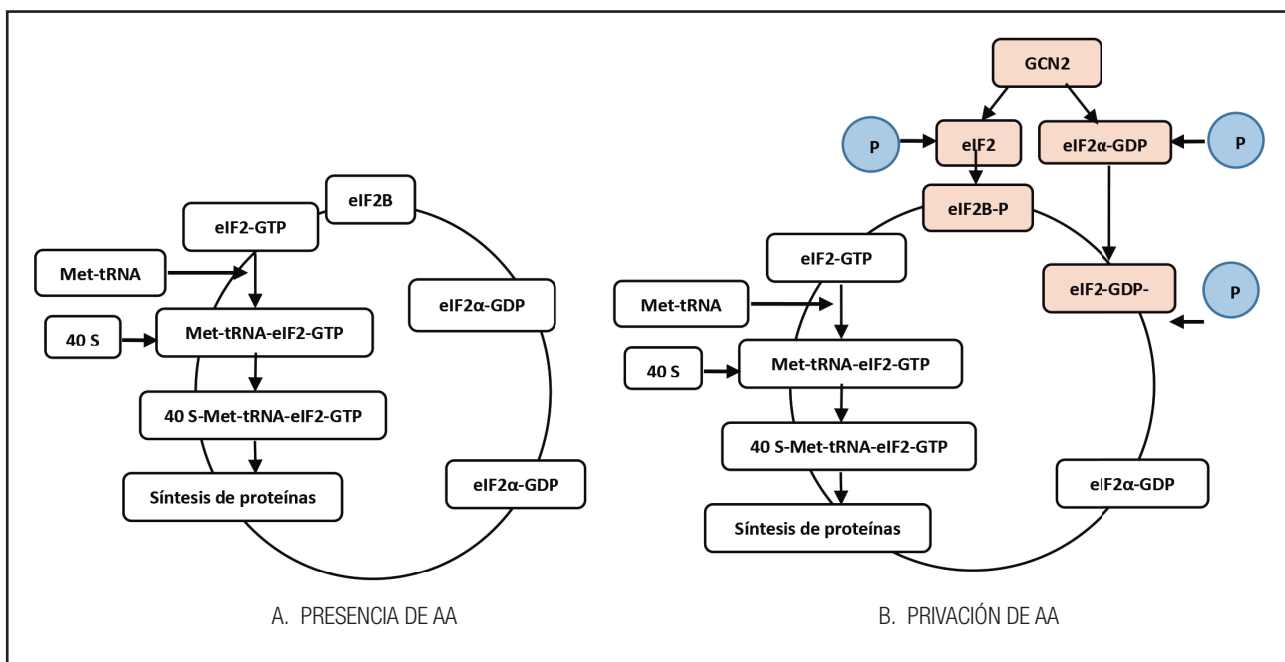 eIF2B
eIF2-GTP
Met-tRNA
eIF2α-GDP
40 S
Met-tRNA-eIF2-GTP
40 S-Met-tRNA-eIF2-GTP
eIF2α-GDP
Síntesis de proteínas
A. PRESENCIA DE AA
GCN2
P
eIF2
eIF2α-GDP
P
eIF2B-P
eIF2-GTP
eIF2-GDP-
P
Met-tRNA
Met-tRNA-eIF2-GTP
40 S
40 S-Met-tRNA-eIF2-GTP
eIF2α-GDP
Síntesis de proteínas
B. PRIVACIÓN DE AA